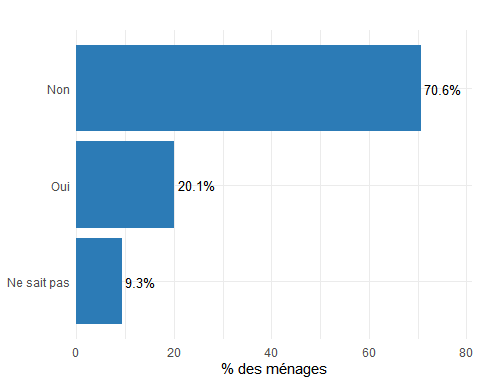 Non
70.6%
Oui
20.1%
Ne sait pas
9.3%
0 20 40 60 80
% des ménages